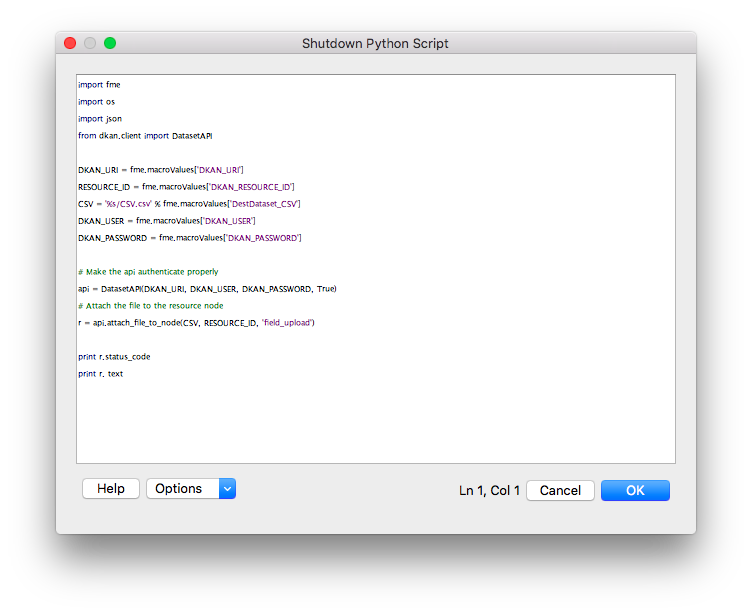 Shutdown Python Script
import fme
import os
import json
from dkan.client import DatasetAPI
DKAN_URI = fme.macroValues['DKAN_URI']
RESOURCE_ID = fme.macroValues['DKAN_RESOURCE_ID']
CSV = '%s/CSV.csv' % fme.macroValues['DestDataset_CSV']
DKAN_USER = fme.macroValues['DKAN_USER']
DKAN_PASSWORD = fme.macroValues['DKAN_PASSWORD']
# Make the api authenticate properly
api = DatasetAPI(DKAN_URI, DKAN_USER, DKAN_PASSWORD, True)
# Attach the file to the resource node
r = api.attach_file_to_node(CSV, RESOURCE_ID, 'field_upload')
print r.status_code
print r. text
Help Options Ln 1, Col 1 Cancel OK